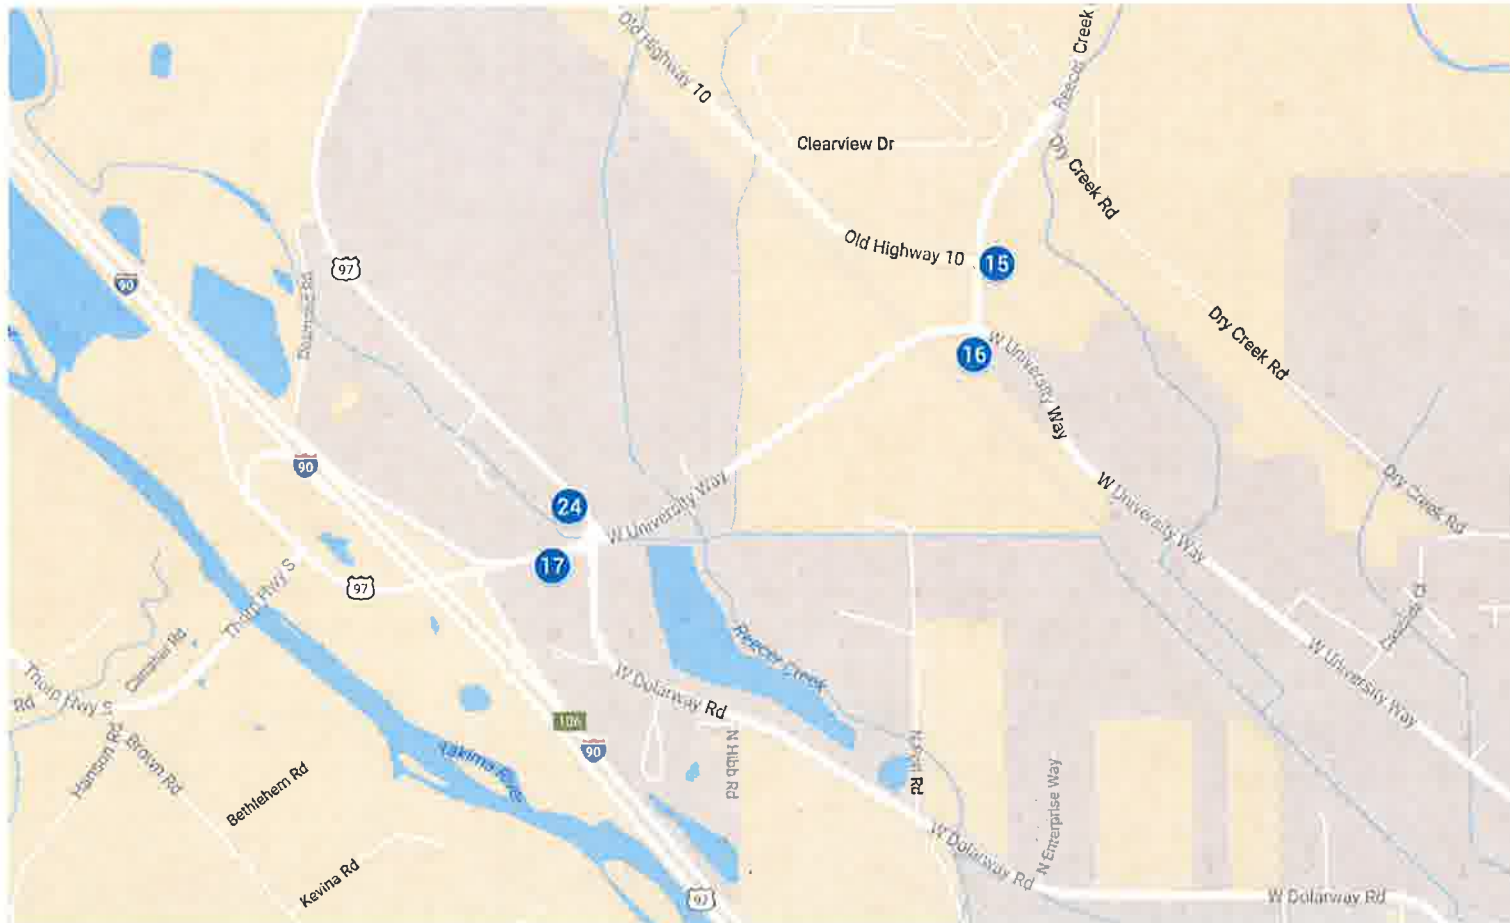 Old Highway 10
Reecer Creek
Clearview Dr
Dry Creek Rd
Old Highway 10
15
97
90
Dry Creek Rd
16
W University Way
90
W University Way
Dry Creek Rd
24
W University Way
17
97
Thorp Hwy S
Reecer Creek
W University Way
Thorp Hwy S
Rd
W Dolarway Rd
106
90
Hanson Rd
Brown Rd
Yakima River
N Hibb Rd
Rd
Bethlehem Rd
N Enterprise Way
W Dolarway Rd
Kevina Rd
97
W Dolarway Rd